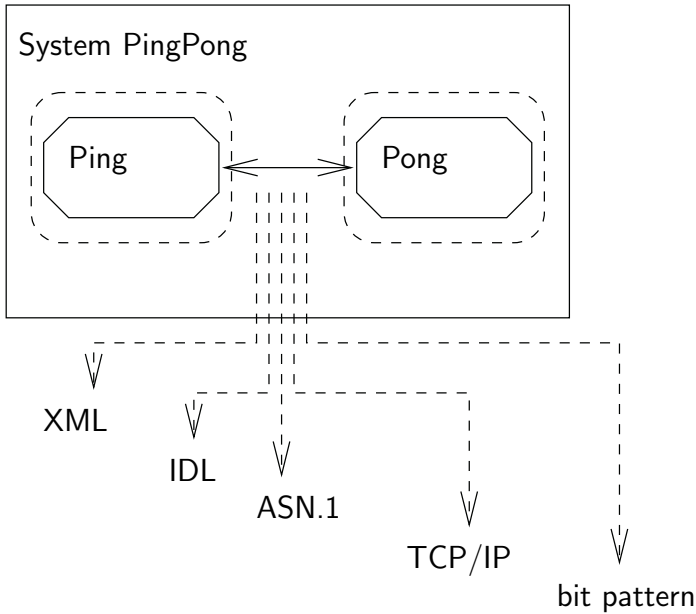 System PingPong
Ping
Pong
XML
IDL
ASN.1
TCP/IP
bit pattern